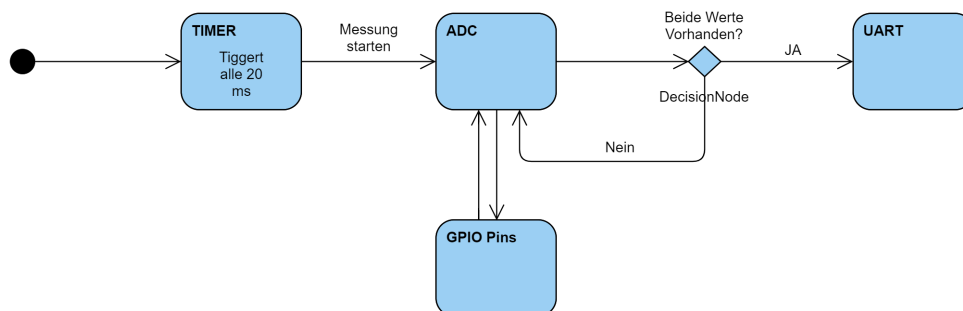 TIMER
Tiggert
alle 20
ms
Messung
starten
ADC
Beide Werte
Vorhanden?
DecisionNode
JA
UART
Nein
GPIO Pins